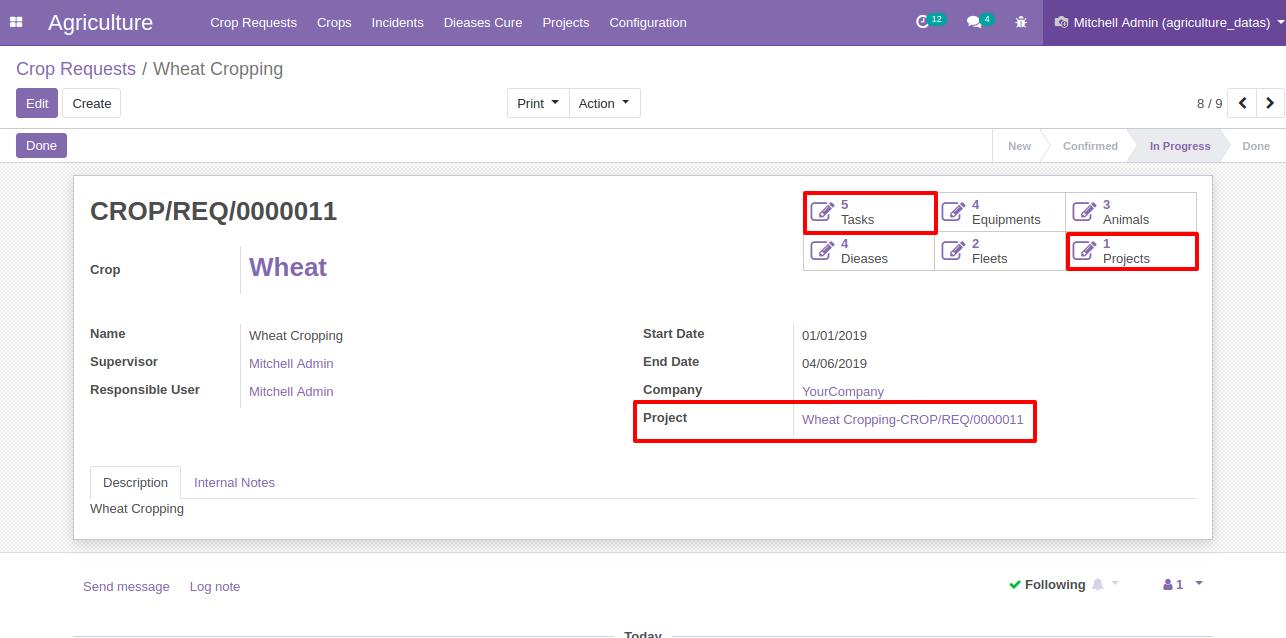 Agriculture Crop Requests Crops Incidents Dieases Cure Projects Configuration 12 4 Mitchell Admin (agriculture_datas)
Crop Requests / Wheat Cropping
Edit Create Print Action 8 / 9
Done New Confirmed In Progress Done
CROP/REQ/0000011
5 Tasks
4 Equipments
3 Animals
4 Dieases
2 Fleets
1 Projects
Crop Wheat
Name Wheat Cropping
Supervisor Mitchell Admin
Responsible User Mitchell Admin
Start Date 01/01/2019
End Date 04/06/2019
Company YourCompany
Project Wheat Cropping-CROP/REQ/0000011
Description Internal Notes
Wheat Cropping
Send message Log note Following 1
Today